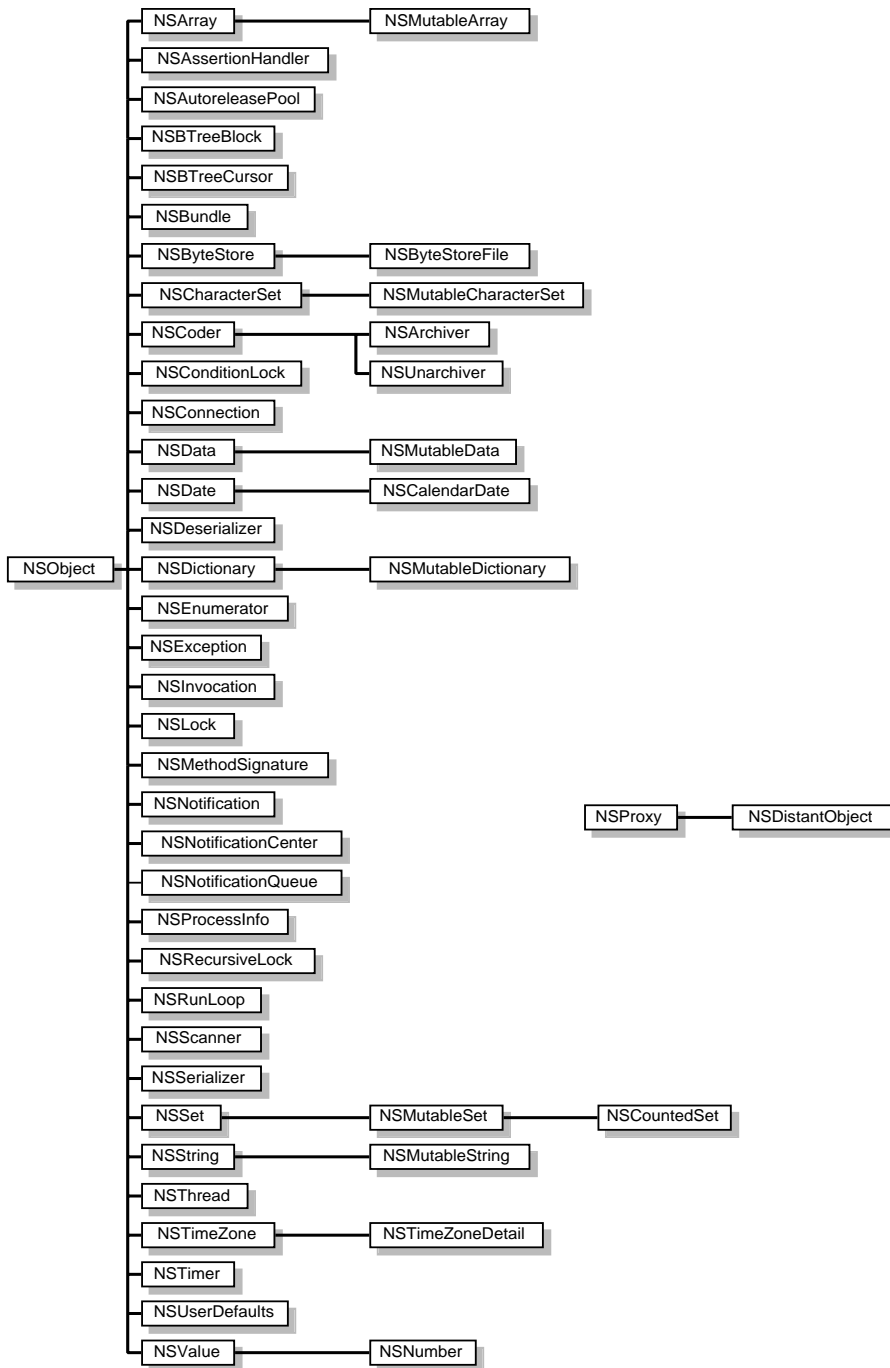 NSArray NSMutableArray
NSAssertionHandler
NSAutoreleasePool
NSBTreeBlock
NSBTreeCursor
NSBundle
NSByteStore NSByteStoreFile
NSCharacterSet NSMutableCharacterSet
NSCoder NSArchiver
NSConditionLock NSUnarchiver
NSConnection
NSData NSMutableData
NSDate NSCalendarDate
NSDeserializer
NSObject NSDictionary NSMutableDictionary
NSEnumerator
NSException
NSInvocation
NSLock
NSMethodSignature
NSNotification NSProxy NSDistantObject
NSNotificationCenter
NSNotificationQueue
NSProcessInfo
NSRecursiveLock
NSRunLoop
NSScanner
NSSerializer
NSSet NSMutableSet NSCountedSet
NSString NSMutableString
NSThread
NSTimeZone NSTimeZoneDetail
NSTimer
NSUserDefaults
NSValue NSNumber